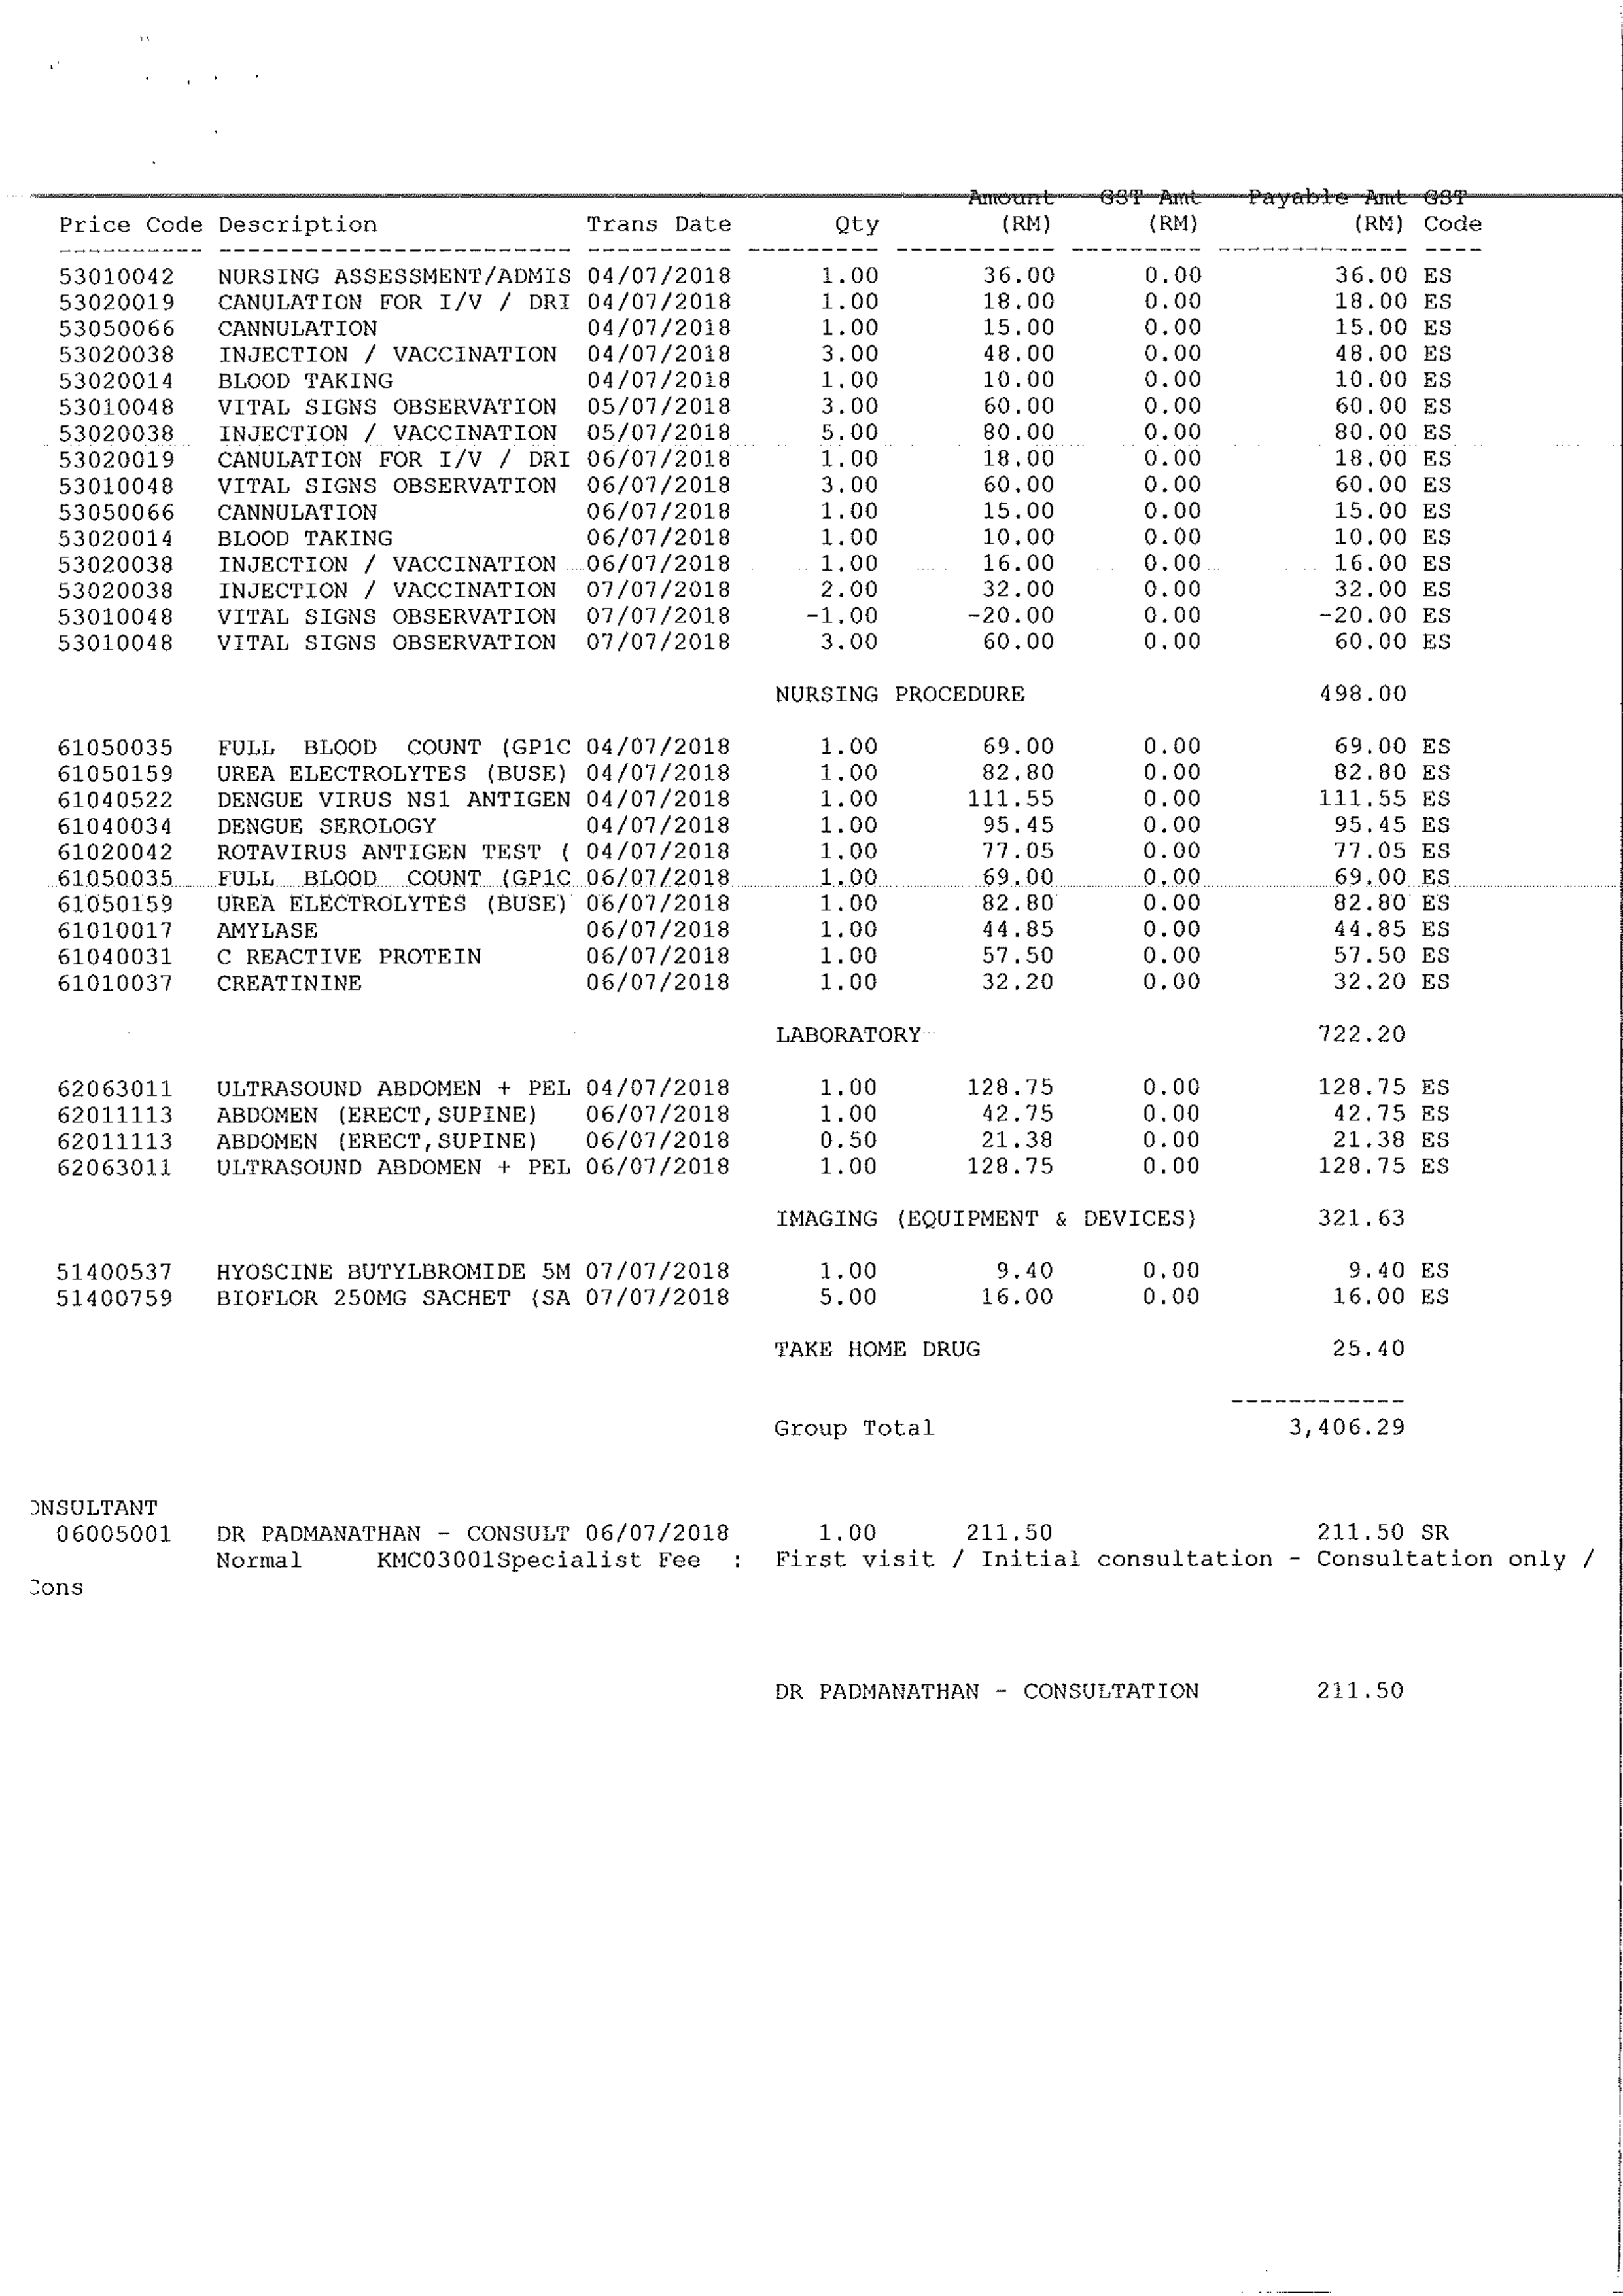 Amount GST Amt Payable Amt GST
Price Code Description Trans Date Qty (RM) (RM) (RM) Code
53010042 NURSING ASSESSMENT/ADMIS 04/07/2018 1.00 36.00 0.00 36.00 ES
53020019 CANULATION FOR I/V / DRI 04/07/2018 1.00 18.00 0.00 18.00 ES
53050066 CANNULATION 04/07/2018 1.00 15.00 0.00 15.00 ES
53020038 INJECTION / VACCINATION 04/07/2018 3.00 48.00 0.00 48.00 ES
53020014 BLOOD TAKING 04/07/2018 1.00 10.00 0.00 10.00 ES
53010048 VITAL SIGNS OBSERVATION 05/07/2018 3.00 60.00 0.00 60.00 ES
53020038 INJECTION / VACCINATION 05/07/2018 5.00 80.00 0.00 80.00 ES
53020019 CANULATION FOR I/V / DRI 06/07/2018 1.00 18.00 0.00 18.00 ES
53010048 VITAL SIGNS OBSERVATION 06/07/2018 3.00 60.00 0.00 60.00 ES
53050066 CANNULATION 06/07/2018 1.00 15.00 0.00 15.00 ES
53020014 BLOOD TAKING 06/07/2018 1.00 10.00 0.00 10.00 ES
53020038 INJECTION / VACCINATION 06/07/2018 1.00 16.00 0.00 16.00 ES
53020038 INJECTION / VACCINATION 07/07/2018 2.00 32.00 0.00 32.00 ES
53010048 VITAL SIGNS OBSERVATION 07/07/2018 -1.00 -20.00 0.00 -20.00 ES
53010048 VITAL SIGNS OBSERVATION 07/07/2018 3.00 60.00 0.00 60.00 ES
NURSING PROCEDURE 498.00
61050035 FULL BLOOD COUNT (GP1C 04/07/2018 1.00 69.00 0.00 69.00 ES
61050159 UREA ELECTROLYTES (BUSE) 04/07/2018 1.00 82.80 0.00 82.80 ES
61040522 DENGUE VIRUS NS1 ANTIGEN 04/07/2018 1.00 111.55 0.00 111.55 ES
61040034 DENGUE SEROLOGY 04/07/2018 1.00 95.45 0.00 95.45 ES
61020042 ROTAVIRUS ANTIGEN TEST ( 04/07/2018 1.00 77.05 0.00 77.05 ES
61050035 FULL BLOOD COUNT (GP1C 06/07/2018 1.00 69.00 0.00 69.00 ES
61050159 UREA ELECTROLYTES (BUSE) 06/07/2018 1.00 82.80 0.00 82.80 ES
61010017 AMYLASE 06/07/2018 1.00 44.85 0.00 44.85 ES
61040031 C REACTIVE PROTEIN 06/07/2018 1.00 57.50 0.00 57.50 ES
61010037 CREATININE 06/07/2018 1.00 32.20 0.00 32.20 ES
LABORATORY 722.20
62063011 ULTRASOUND ABDOMEN + PEL 04/07/2018 1.00 128.75 0.00 128.75 ES
62011113 ABDOMEN (ERECT,SUPINE) 06/07/2018 1.00 42.75 0.00 42.75 ES
62011113 ABDOMEN (ERECT,SUPINE) 06/07/2018 0.50 21.38 0.00 21.38 ES
62063011 ULTRASOUND ABDOMEN + PEL 06/07/2018 1.00 128.75 0.00 128.75 ES
IMAGING (EQUIPMENT & DEVICES) 321.63
51400537 HYOSCINE BUTYLBROMIDE 5M 07/07/2018 1.00 9.40 0.00 9.40 ES
51400759 BIOFLOR 250MG SACHET (SA 07/07/2018 5.00 16.00 0.00 16.00 ES
TAKE HOME DRUG 25.40
Group Total 3,406.29
ONSULTANT
06005001 DR PADMANATHAN - CONSULT 06/07/2018 1.00 211.50 211.50 SR
Normal KMC03001Specialist Fee : First visit / Initial consultation - Consultation only /
Cons
DR PADMANATHAN - CONSULTATION 211.50